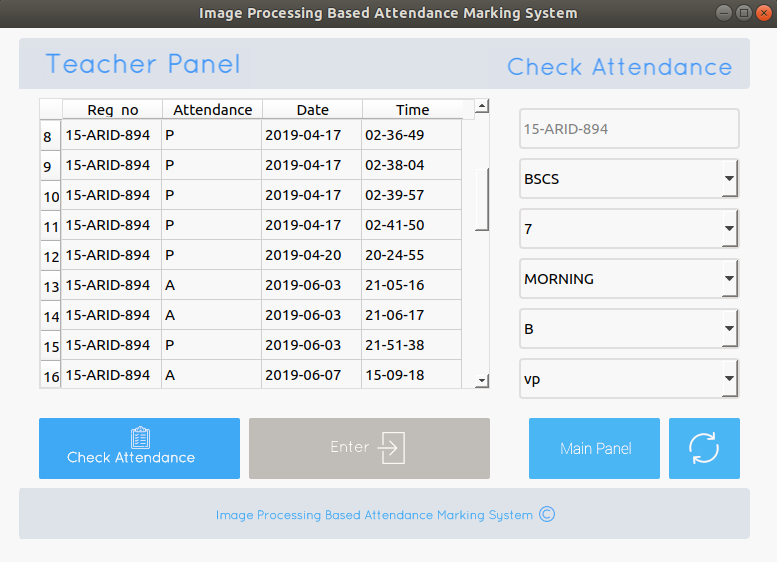 Image Processing Based Attendance Marking System
Teacher Panel
Check Attendance
Reg_no Attendance Date Time
8 15-ARID-894 P 2019-04-17 02-36-49
9 15-ARID-894 P 2019-04-17 02-38-04
10 15-ARID-894 P 2019-04-17 02-39-57
11 15-ARID-894 P 2019-04-17 02-41-50
12 15-ARID-894 P 2019-04-20 20-24-55
13 15-ARID-894 A 2019-06-03 21-05-16
14 15-ARID-894 A 2019-06-03 21-06-17
15 15-ARID-894 P 2019-06-03 21-51-38
16 15-ARID-894 A 2019-06-07 15-09-18
15-ARID-894
BSCS
7
MORNING
B
vp
Check Attendance
Enter
Main Panel
Image Processing Based Attendance Marking System ©